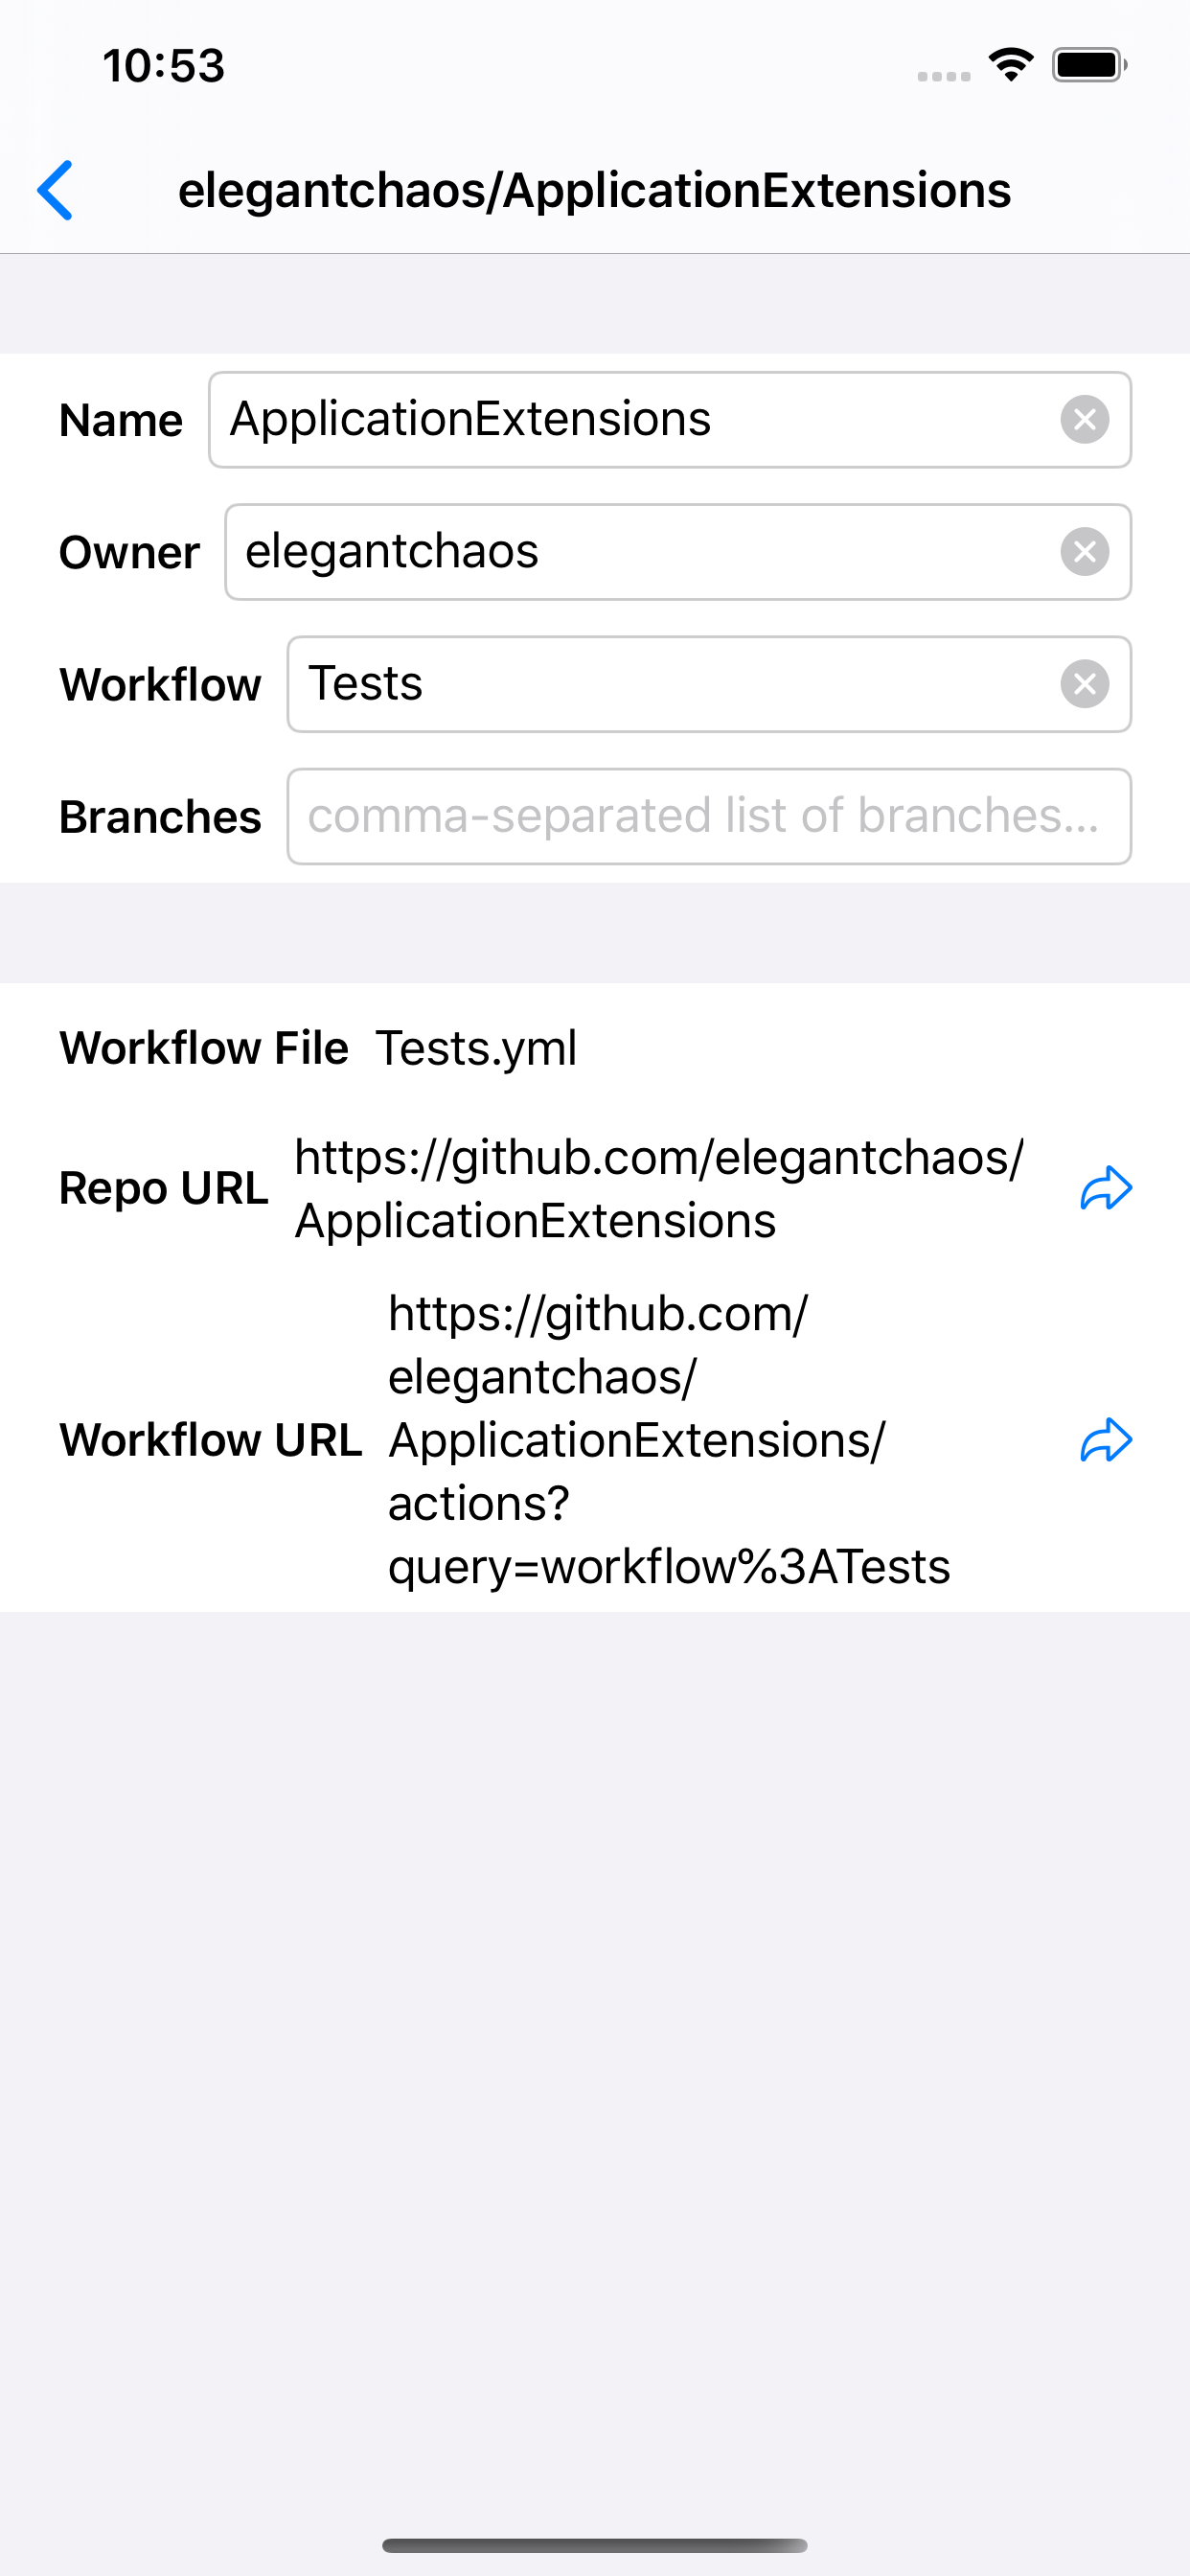 10:53
elegantchaos/ApplicationExtensions
Name ApplicationExtensions
Owner elegantchaos
Workflow Tests
Branches comma-separated list of branches...
Workflow File Tests.yml
Repo URL https://github.com/elegantchaos/
ApplicationExtensions
Workflow URL https://github.com/
elegantchaos/
ApplicationExtensions/
actions?
query=workflow%3ATests